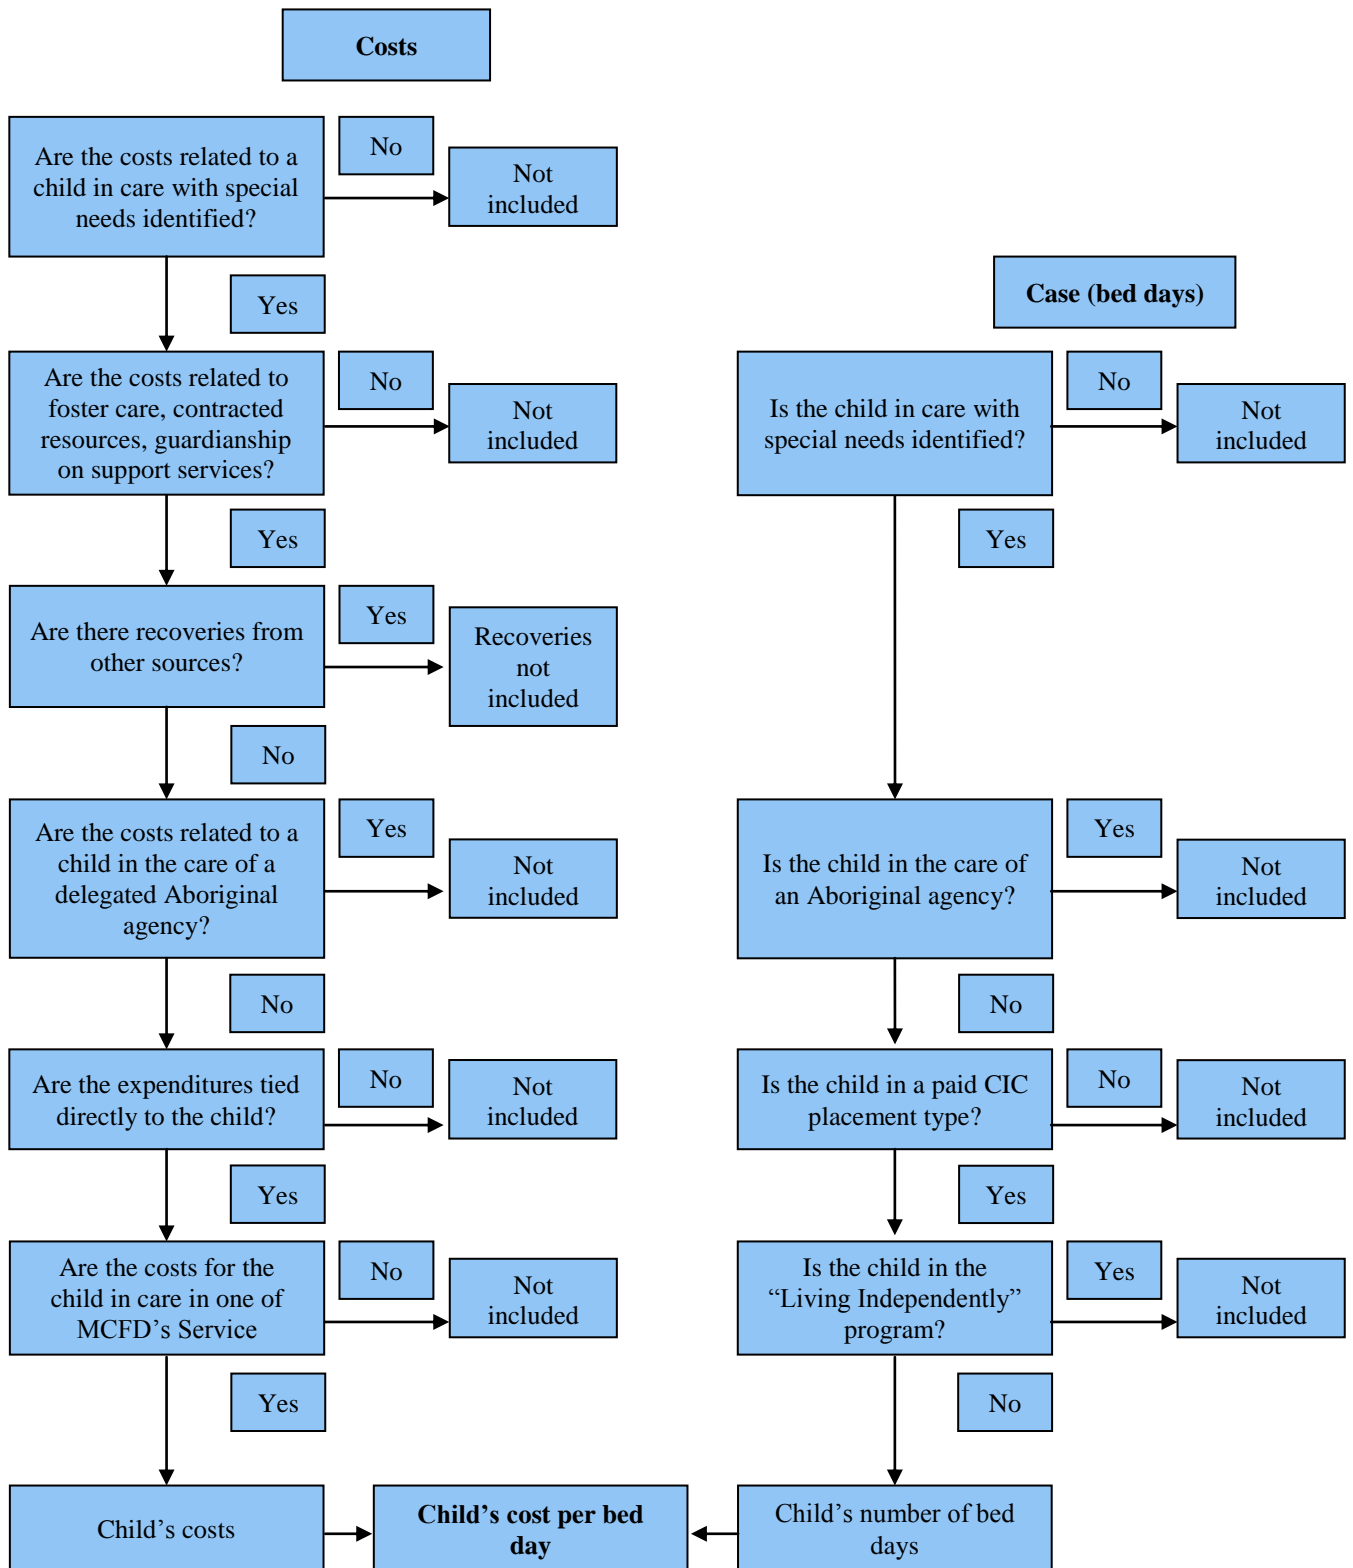 Costs
Are the costs related to a
child in care with special
needs identified?
No
Not
included
Yes
Are the costs related to
foster care, contracted
resources, guardianship
on support services?
No
Not
included
Yes
Are there recoveries from
other sources?
Yes
Recoveries
not
included
No
Are the costs related to a
child in the care of a
delegated Aboriginal
agency?
Yes
Not
included
No
Are the expenditures tied
directly to the child?
No
Not
included
Yes
Are the costs for the
child in care in one of
MCFD’s Service
No
Not
included
Yes
Child’s costs
Case (bed days)
Is the child in care with
special needs identified?
No
Not
included
Yes
Is the child in the care of
an Aboriginal agency?
Yes
Not
included
No
Is the child in a paid CIC
placement type?
No
Not
included
Yes
Is the child in the
“Living Independently”
program?
Yes
Not
included
No
Child’s number of bed
days
Child’s cost per bed
day